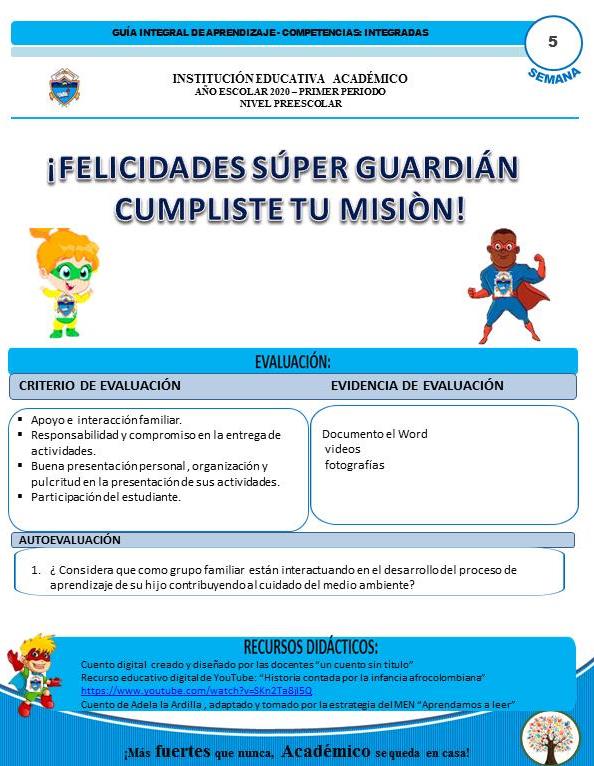 GUÍA INTEGRAL DE APRENDIZAJE - COMPETENCIAS: INTEGRADAS
5
SEMANA
INSTITUCIÓN EDUCATIVA ACADÉMICO
AÑO ESCOLAR 2020 – PRIMER PERIODO
NIVEL PREESCOLAR
¡FELICIDADES SÚPER GUARDIÁN
CUMPLISTE TU MISIÒN!
EVALUACIÓN:
CRITERIO DE EVALUACIÓN EVIDENCIA DE EVALUACIÓN
▪ Apoyo e interacción familiar.
▪ Responsabilidad y compromiso en la entrega de
actividades.
▪ Buena presentación personal, organización y
pulcritud en la presentación de sus actividades.
▪ Participación del estudiante.
Documento el Word
videos
fotografías
AUTOEVALUACIÓN
1. ¿ Considera que como grupo familiar están interactuando en el desarrollo del proceso de
aprendizaje de su hijo contribuyendo al cuidado del medio ambiente?
RECURSOS DIDÁCTICOS:
Cuento digital creado y diseñado por las docentes “un cuento sin titulo”
Recurso educativo digital de YouTube: “Historia contada por la infancia afrocolombiana”
https://www.youtube.com/watch?v=SKn2Ta8jI5Q
Cuento de Adela la Ardilla , adaptado y tomado por la estrategia del MEN “Aprendamos a leer”
¡Más fuertes que nunca, Académico se queda en casa!